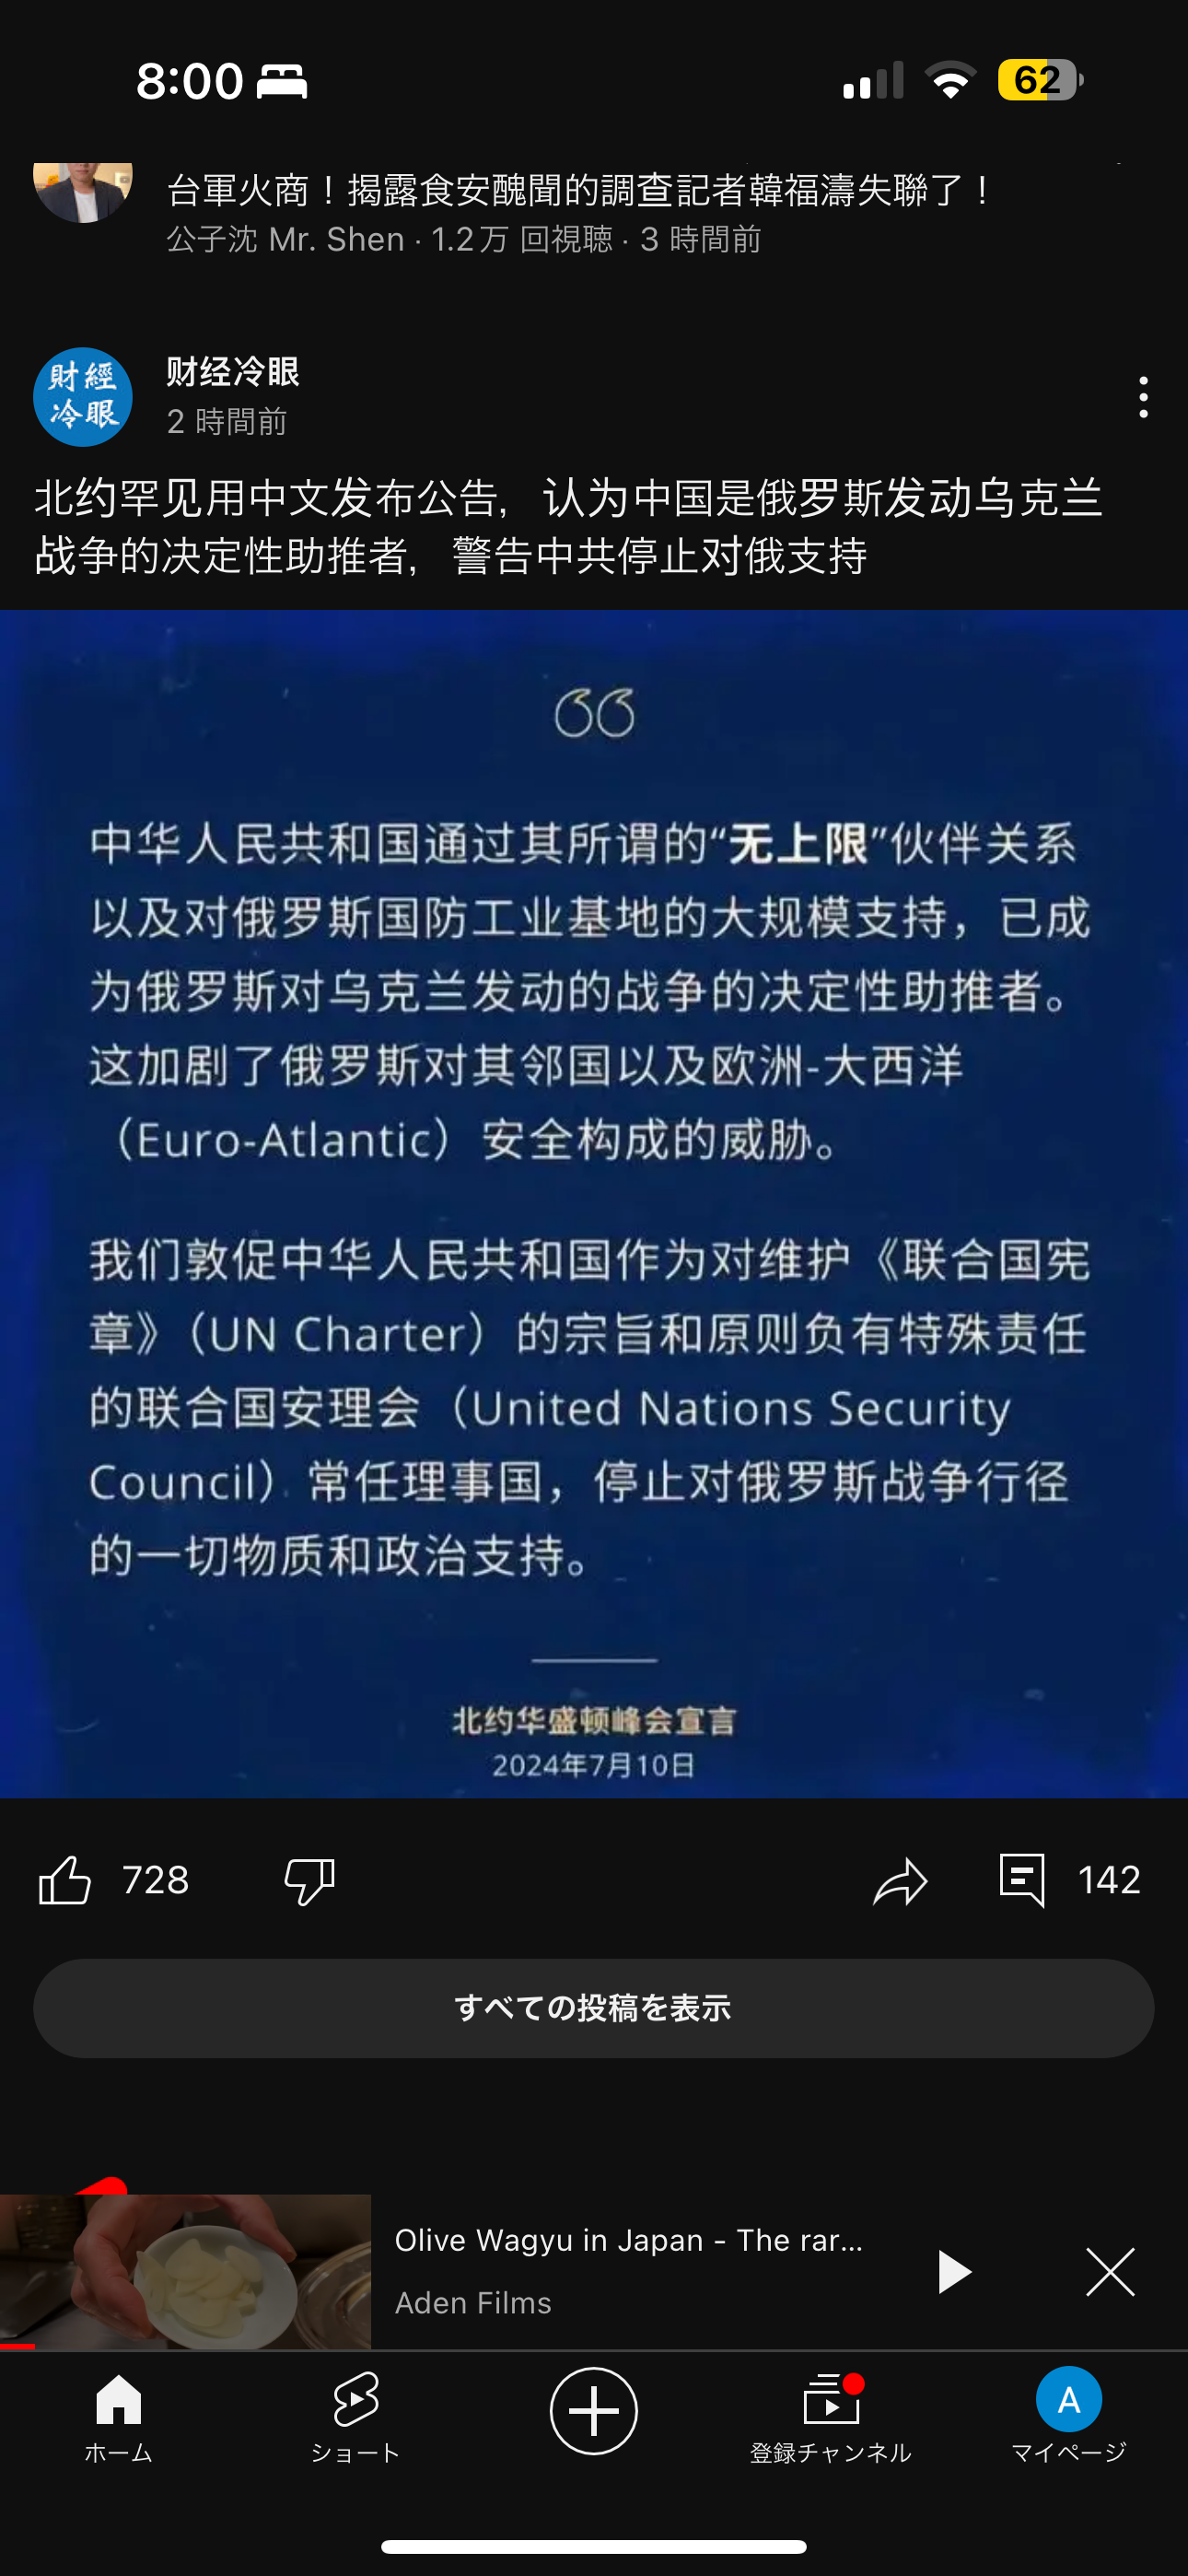 8:00
62
台軍火商！揭露食安醜聞的調查記者韓福濤失聯了！
公子沈 Mr. Shen · 1.2万 回視聴 · 3 時間前
財經
冷眼
财经冷眼
2 時間前
北约罕见用中文发布公告，认为中国是俄罗斯发动乌克兰
战争的决定性助推者，警告中共停止对俄支持
中华人民共和国通过其所谓的“无上限”伙伴关系
以及对俄罗斯国防工业基地的大规模支持，已成
为俄罗斯对乌克兰发动的战争的决定性助推者。
这加剧了俄罗斯对其邻国以及欧洲-大西洋
（Euro-Atlantic）安全构成的威胁。
我们敦促中华人民共和国作为对维护《联合国宪
章》（UN Charter）的宗旨和原则负有特殊责任
的联合国安理会（United Nations Security
Council）常任理事国，停止对俄罗斯战争行径
的一切物质和政治支持。
北约华盛顿峰会宣言
2024年7月10日
728
142
すべての投稿を表示
Olive Wagyu in Japan - The rar...
Aden Films
A
ホーム
ショート
登録チャンネル
マイページ